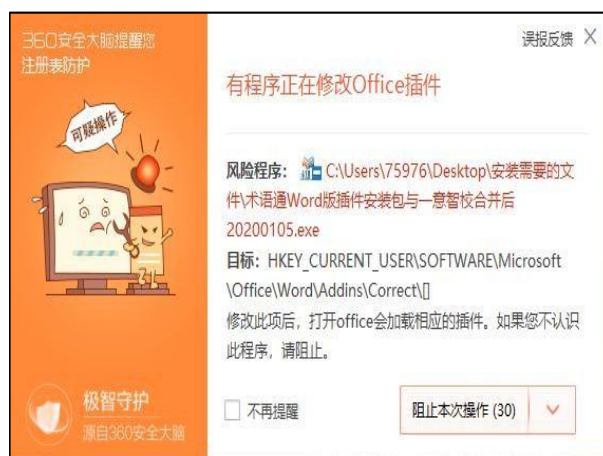 360安全大脑提醒您
注册表防护
误报反馈
有程序正在修改Office插件
可疑操作
风险程序: C:\Users\75976\Desktop\安装需要的文
件\术语通Word版插件安装包与一意智校合并后
20200105.exe
目标: HKEY_CURRENT_USER\SOFTWARE\Microsoft
\Office\Word\Addins\Correct\[]
修改此项后，打开office会加载相应的插件。如果您不认识
此程序，请阻止。
不再提醒
阻止本次操作 (30)
极智守护
源自360安全大脑